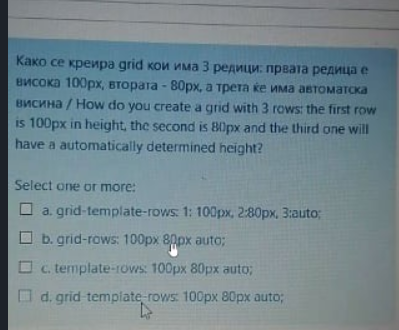 Како се креира grid кои има 3 редици: првата редица е
висока 100px, втората - 80px, а трета ќе има автоматска
висина / How do you create a grid with 3 rows: the first row
is 100px in height, the second is 80px and the third one will
have a automatically determined height?
Select one or more:
a. grid-template-rows: 1: 100px, 2:80px, 3:auto;
b. grid-rows: 100px 80px auto;
c. template-rows: 100px 80px auto;
d. grid-template-rows: 100px 80px auto;